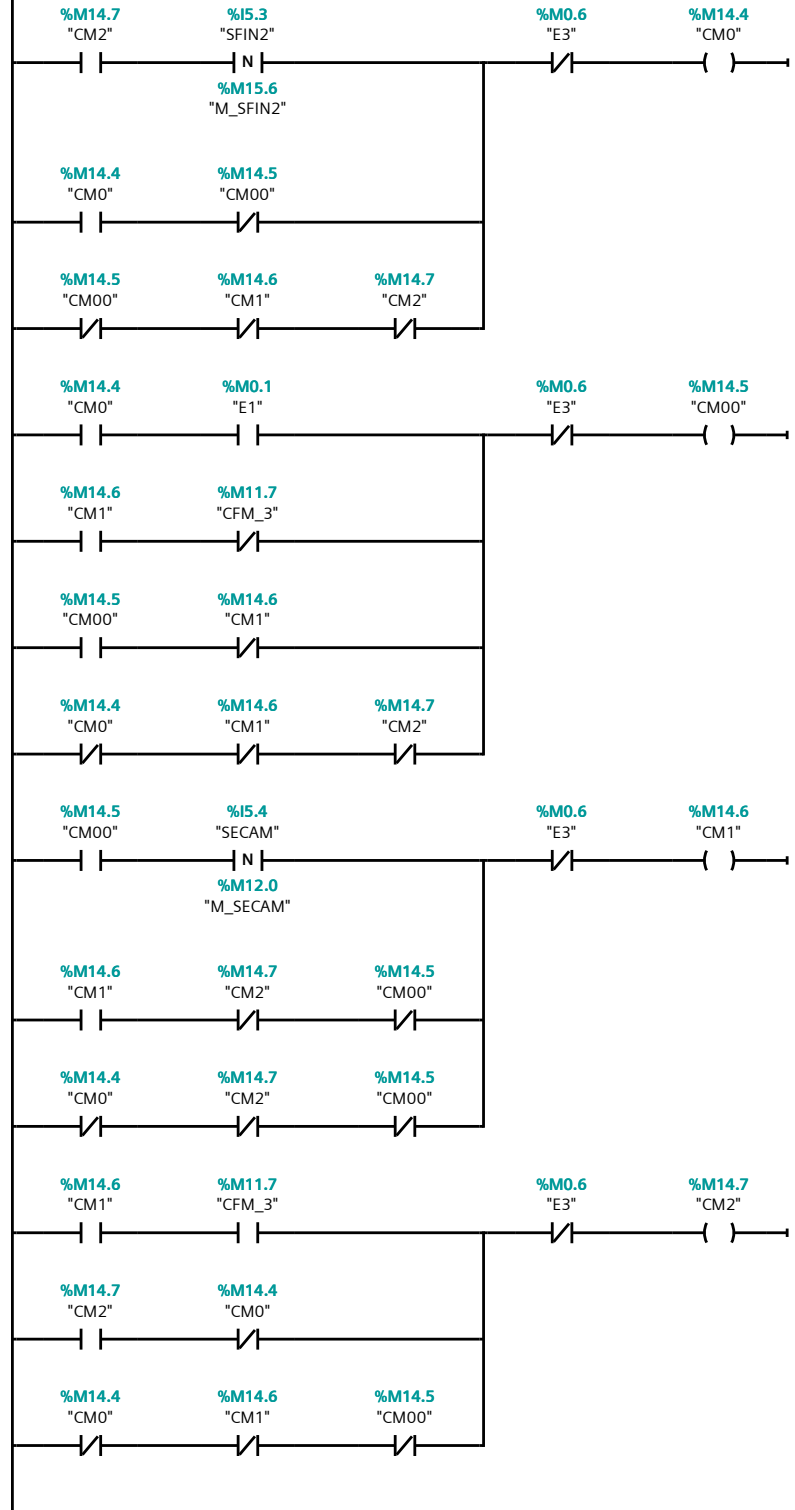 %M14.7 %I5.3 %M0.6 %M14.4
"CM2" "SFIN2" "E3" "CM0"
N
%M15.6
"M_SFIN2"
%M14.4 %M14.5
"CM0" "CM00"
%M14.5 %M14.6 %M14.7
"CM00" "CM1" "CM2"
%M14.4 %M0.1 %M0.6 %M14.5
"CM0" "E1" "E3" "CM00"
%M14.6 %M11.7
"CM1" "CFM_3"
%M14.5 %M14.6
"CM00" "CM1"
%M14.4 %M14.6 %M14.7
"CM0" "CM1" "CM2"
%M14.5 %I5.4 %M0.6 %M14.6
"CM00" "SECAM" "E3" "CM1"
N
%M12.0
"M_SECAM"
%M14.6 %M14.7 %M14.5
"CM1" "CM2" "CM00"
%M14.4 %M14.7 %M14.5
"CM0" "CM2" "CM00"
%M14.6 %M11.7 %M0.6 %M14.7
"CM1" "CFM_3" "E3" "CM2"
%M14.7 %M14.4
"CM2" "CM0"
%M14.4 %M14.6 %M14.5
"CM0" "CM1" "CM00"